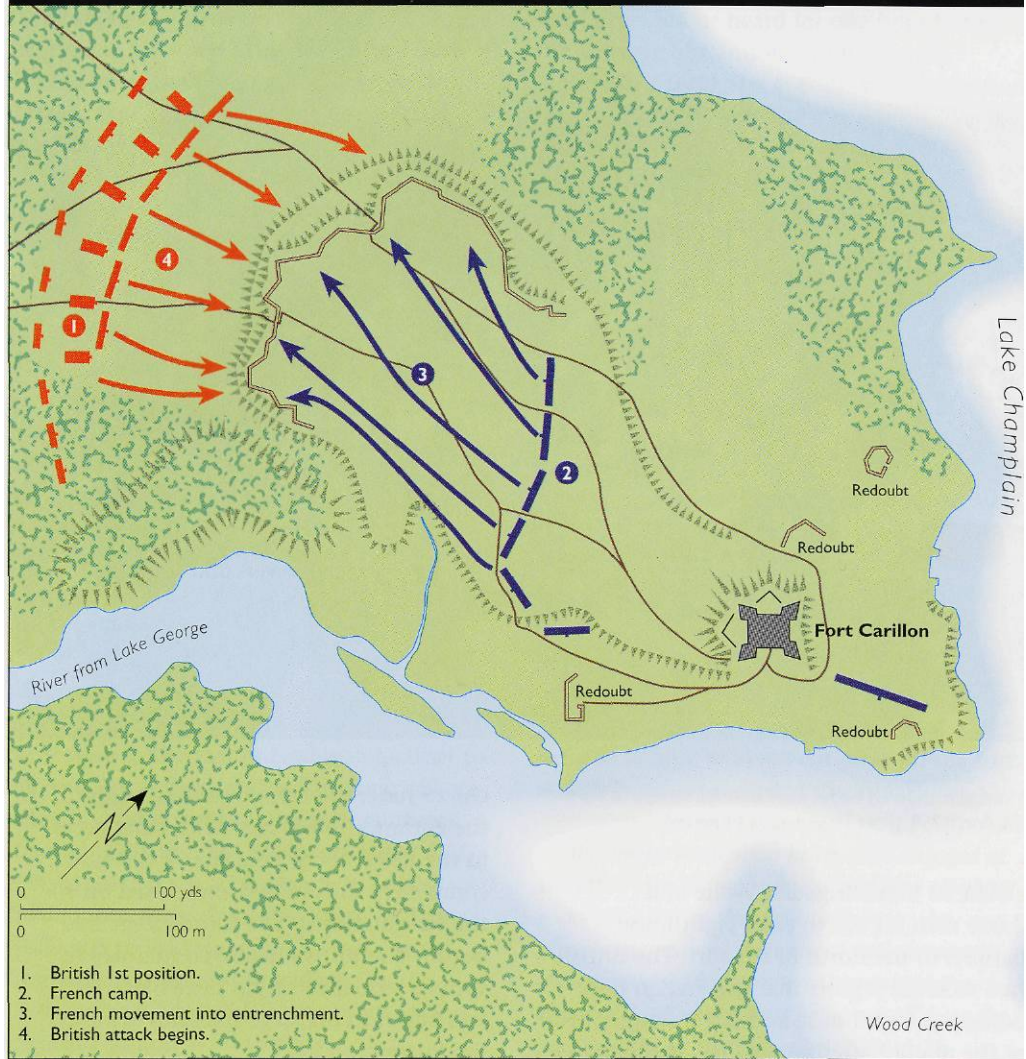 4
1
3
2
Lake Champlain
Redoubt
Redoubt
Fort Carillon
River from Lake George
Redoubt
Redoubt
N
0 100 yds
0 100 m
1. British 1st position.
2. French camp.
3. French movement into entrenchment.
4. British attack begins.
Wood Creek